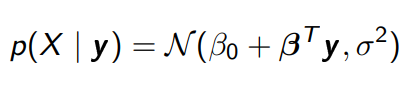 p(X | y) = 𝒩(β₀ + βᵀy, σ²)